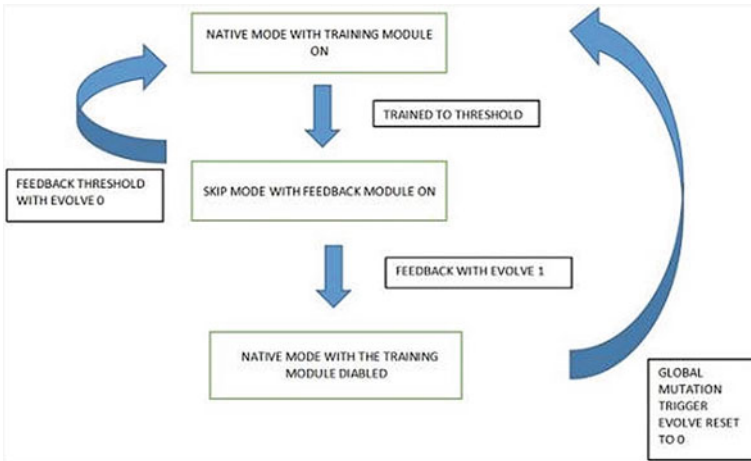 NATIVE MODE WITH TRAINING MODULE
ON
TRAINED TO THRESHOLD
FEEDBACK THRESHOLD
WITH EVOLVE 0
SKIP MODE WITH FEEDBACK MODULE ON
FEEDBACK WITH EVOLVE 1
NATIVE MODE WITH THE TRAINING
MODULE DIABLED
GLOBAL
MUTATION
TRIGGER
EVOLVE RESET
TO 0